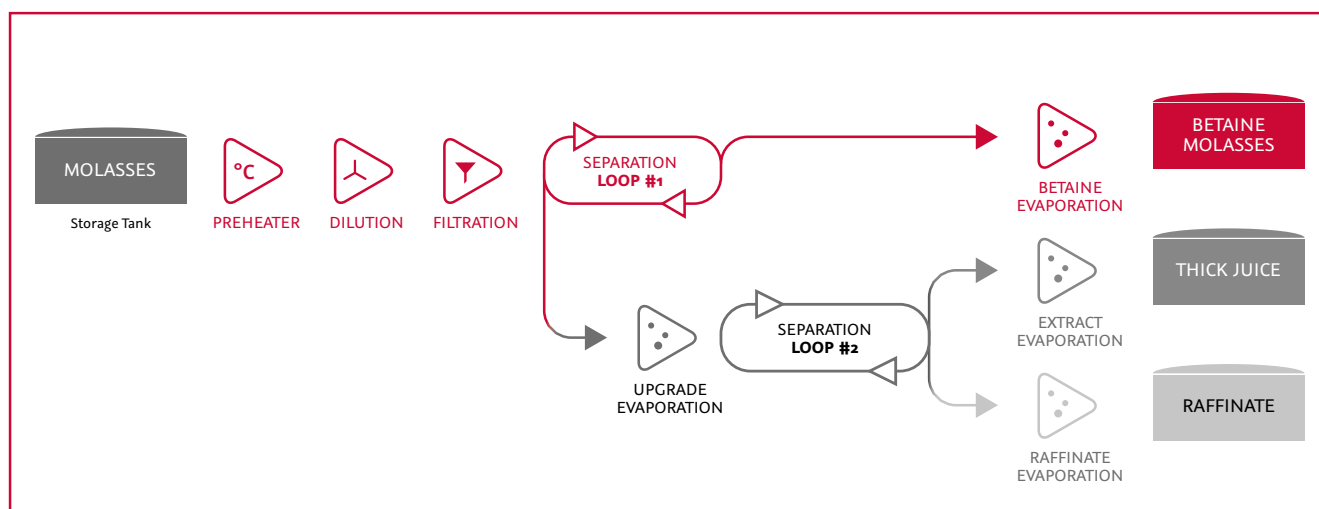 MOLASSES
Storage Tank
°C
PREHEATER
DILUTION
FILTRATION
SEPARATION
LOOP #1
BETAINE
EVAPORATION
BETAINE
MOLASSES
UPGRADE
EVAPORATION
SEPARATION
LOOP #2
EXTRACT
EVAPORATION
THICK JUICE
RAFFINATE
EVAPORATION
RAFFINATE